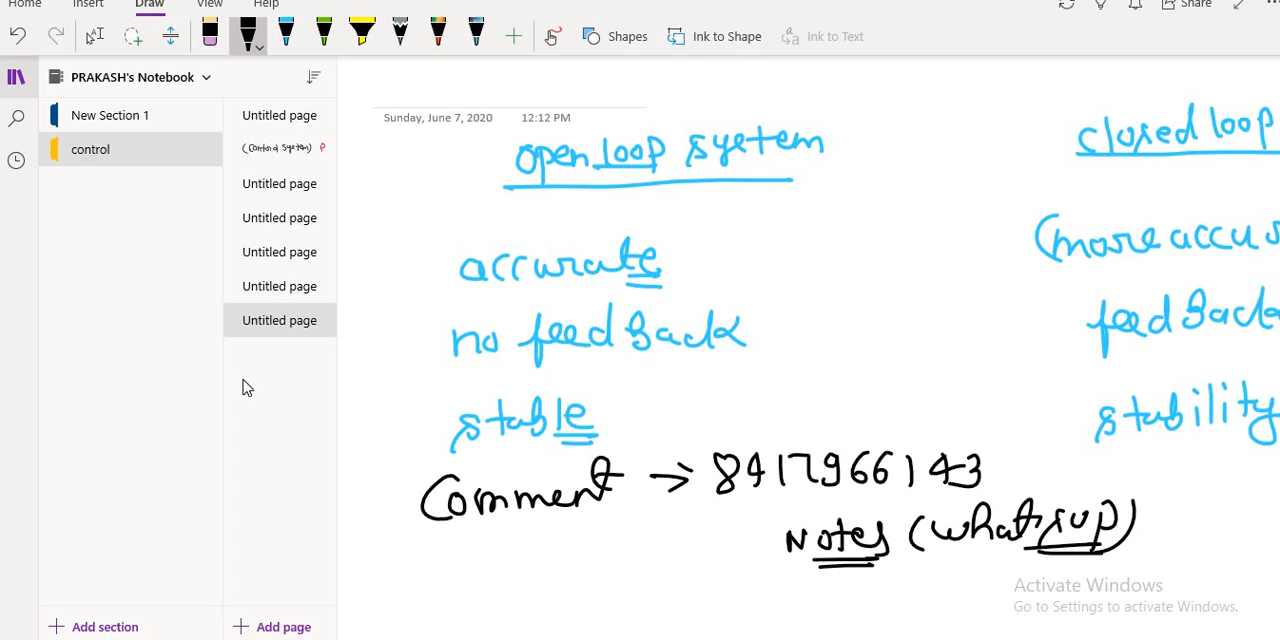 Home Insert Draw View Help Share
Shapes Ink to Shape Ink to Text
PRAKASH's Notebook
New Section 1
control
Untitled page
(Control System) P
Untitled page
Untitled page
Untitled page
Untitled page
Untitled page
Add section
Add page
Sunday, June 7, 2020 12:12 PM
open loop system closed loop
accurate (more accu
no feedback feedback
stable stability
Comment → 8417966143
Notes (whatsup)
Activate Windows
Go to Settings to activate Windows.